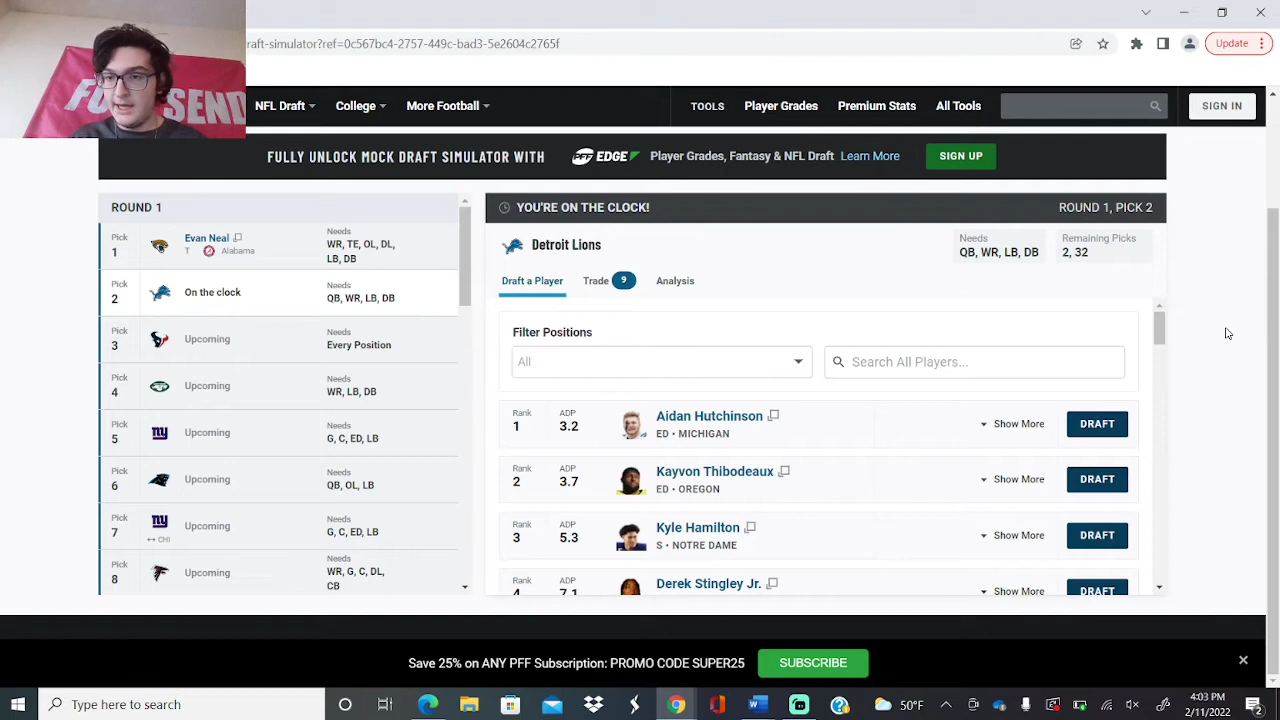 raft-simulator?ref=0c567bc4-2757-449c-bad3-5e2604c2765f
Update
NFL Draft College More Football TOOLS Player Grades Premium Stats All Tools SIGN IN
FULLY UNLOCK MOCK DRAFT SIMULATOR WITH PFF EDGE Player Grades, Fantasy & NFL Draft Learn More SIGN UP
ROUND 1
Pick 1 Evan Neal T Alabama Needs WR, TE, OL, DL, LB, DB
Pick 2 On the clock Needs QB, WR, LB, DB
Pick 3 Upcoming Needs Every Position
Pick 4 Upcoming Needs WR, LB, DB
Pick 5 Upcoming Needs G, C, ED, LB
Pick 6 Upcoming Needs QB, OL, LB
Pick 7 ↔ CHI Upcoming Needs G, C, ED, LB
Pick 8 Upcoming Needs WR, G, C, DL, CB
YOU'RE ON THE CLOCK! ROUND 1, PICK 2
Detroit Lions Needs QB, WR, LB, DB Remaining Picks 2, 32
Draft a Player Trade 9 Analysis
Filter Positions
All Search All Players...
Rank 1 ADP 3.2 Aidan Hutchinson ED • MICHIGAN Show More DRAFT
Rank 2 ADP 3.7 Kayvon Thibodeaux ED • OREGON Show More DRAFT
Rank 3 ADP 5.3 Kyle Hamilton S • NOTRE DAME Show More DRAFT
Rank 4 ADP 7.1 Derek Stingley Jr. Show More DRAFT
Save 25% on ANY PFF Subscription: PROMO CODE SUPER25 SUBSCRIBE
Type here to search
50°F
4:03 PM
2/11/2022
2